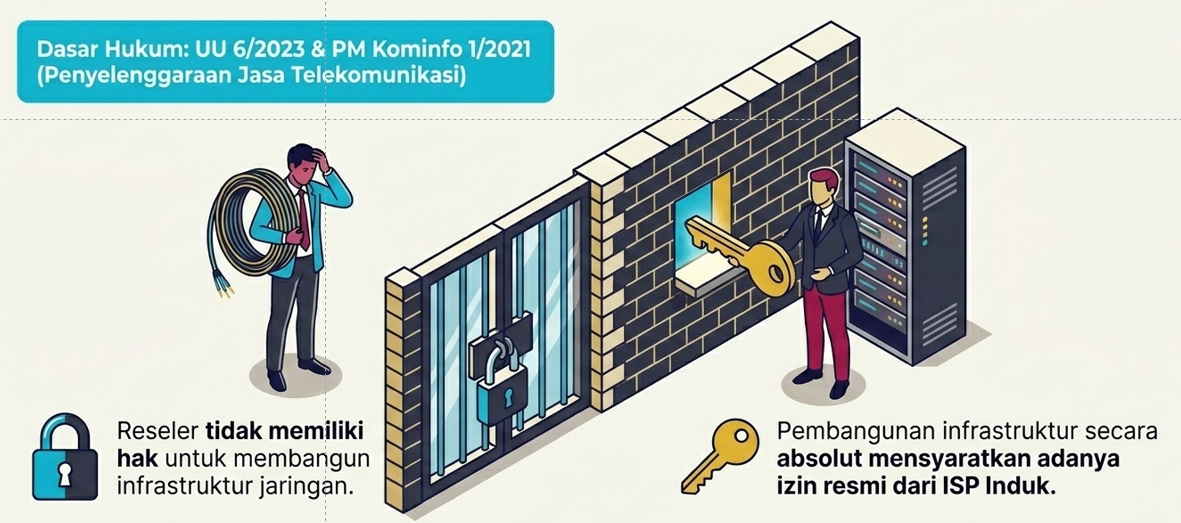 Dasar Hukum: UU 6/2023 & PM Kominfo 1/2021
(Penyelenggaraan Jasa Telekomunikasi)
Reseler tidak memiliki
hak untuk membangun
infrastruktur jaringan.
Pembangunan infrastruktur secara
absolut mensyaratkan adanya
izin resmi dari ISP Induk.